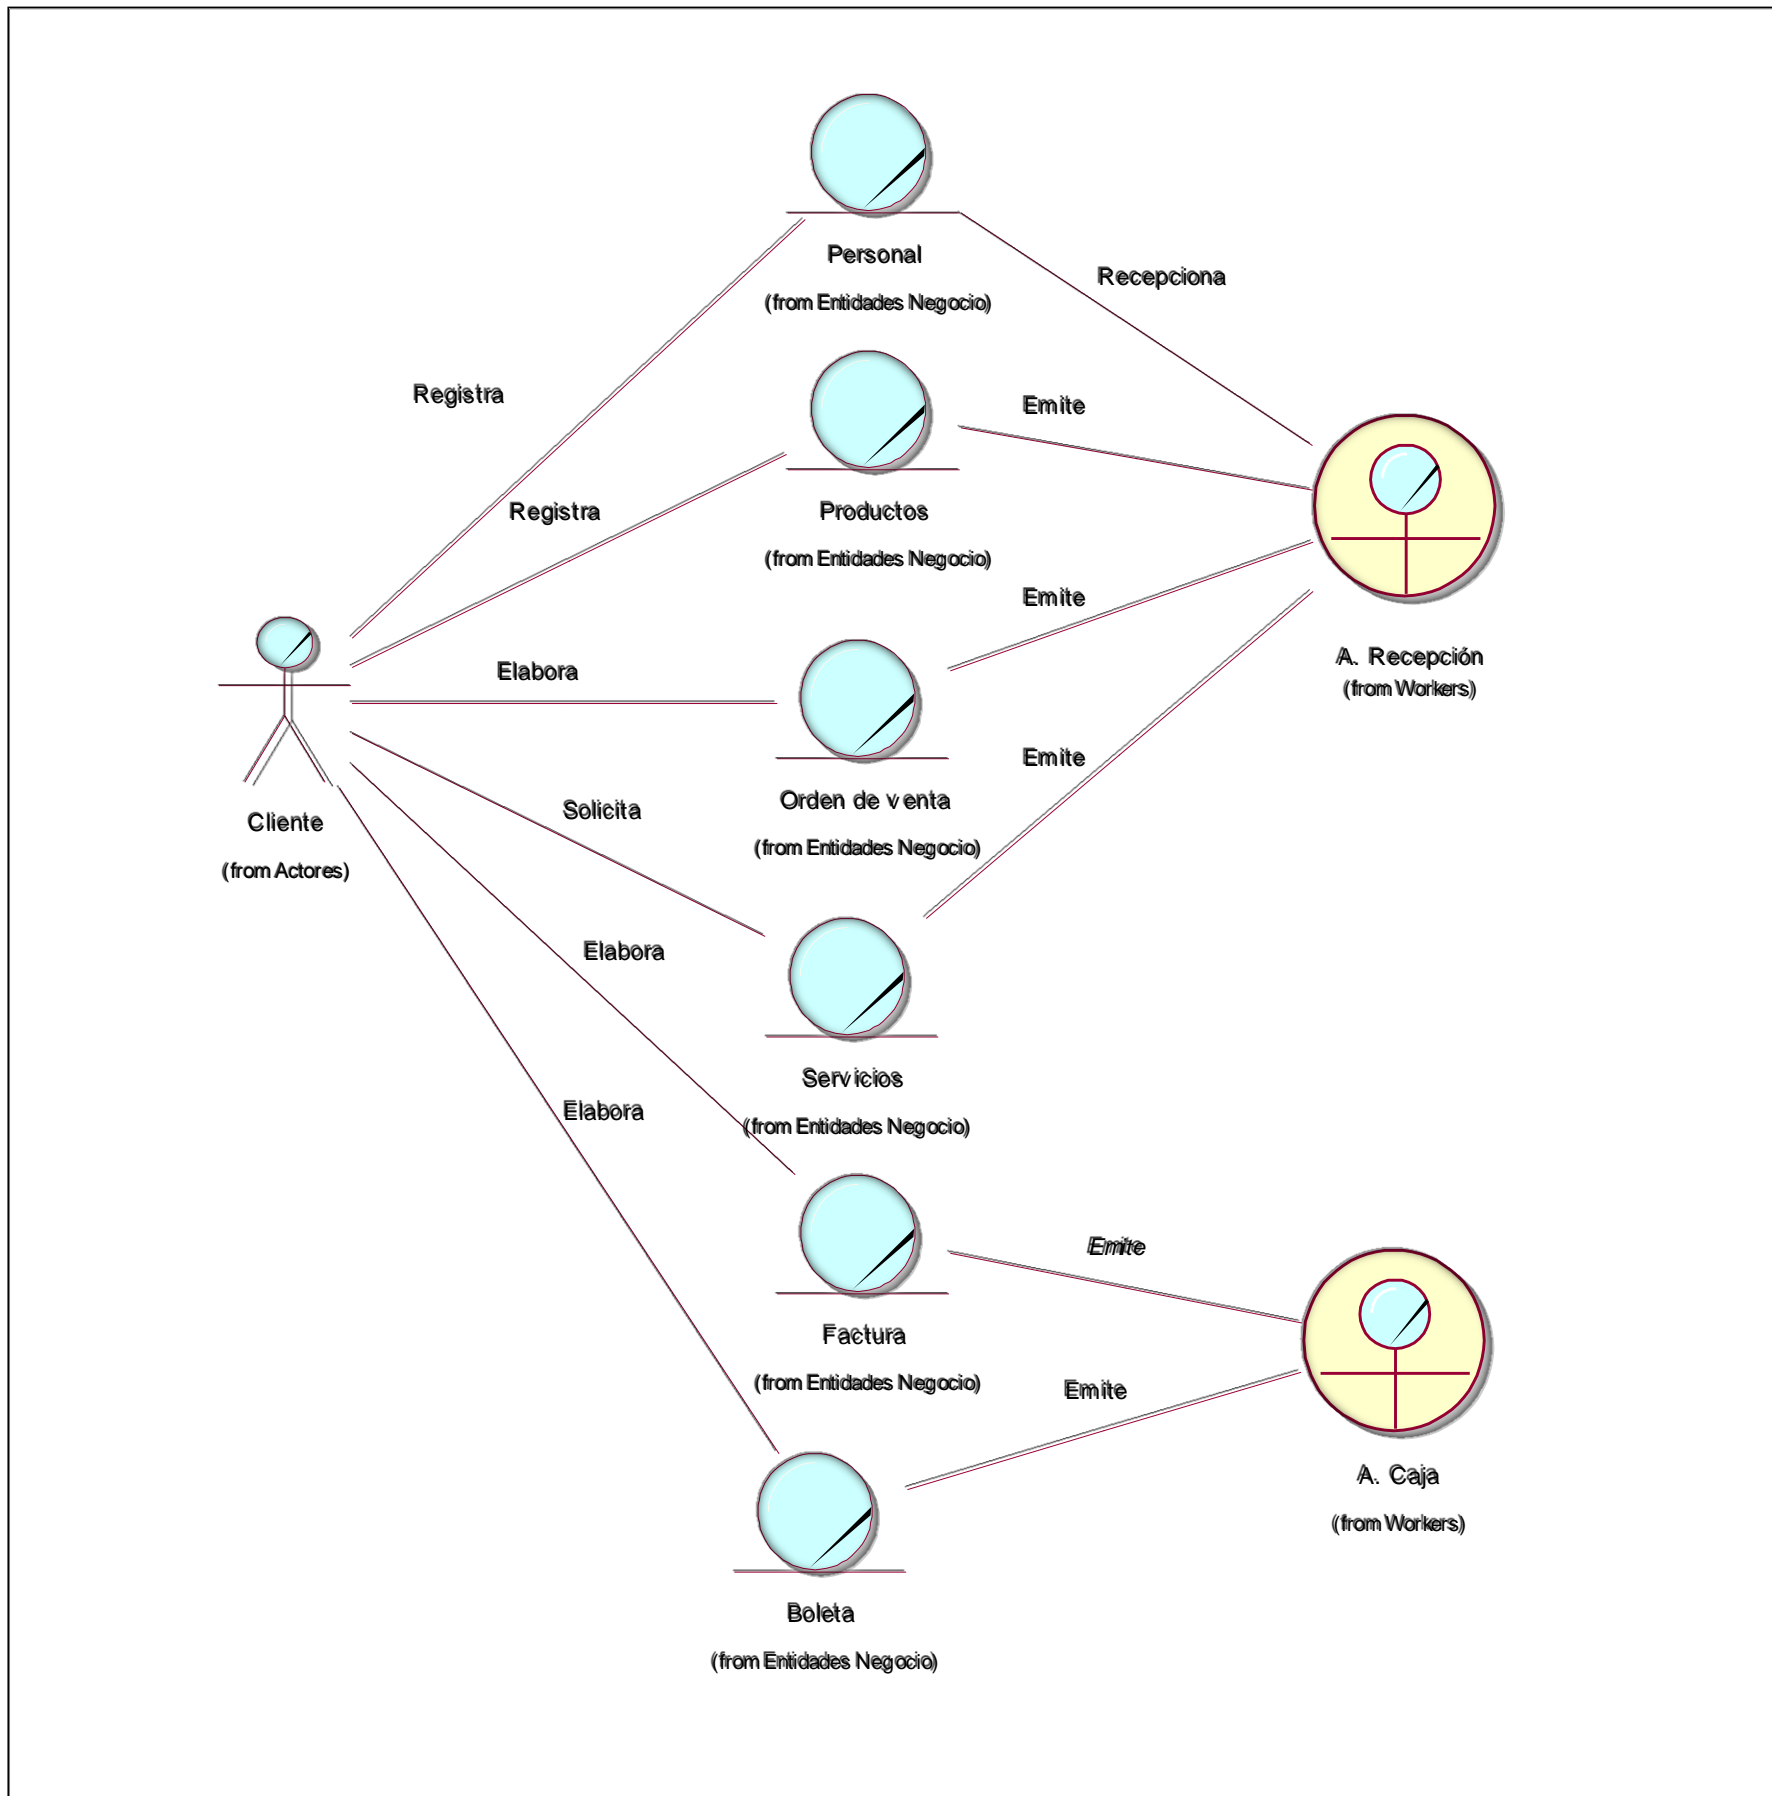 Personal
(from Entidades Negocio)
Recepciona
Registra
Emite
Registra
Productos
(from Entidades Negocio)
Emite
A. Recepción
(from Workers)
Elabora
Emite
Orden de venta
(from Entidades Negocio)
Solicita
Cliente
(from Actores)
Elabora
Servicios
(from Entidades Negocio)
Elabora
Emite
Factura
(from Entidades Negocio)
Emite
A. Caja
(from Workers)
Boleta
(from Entidades Negocio)